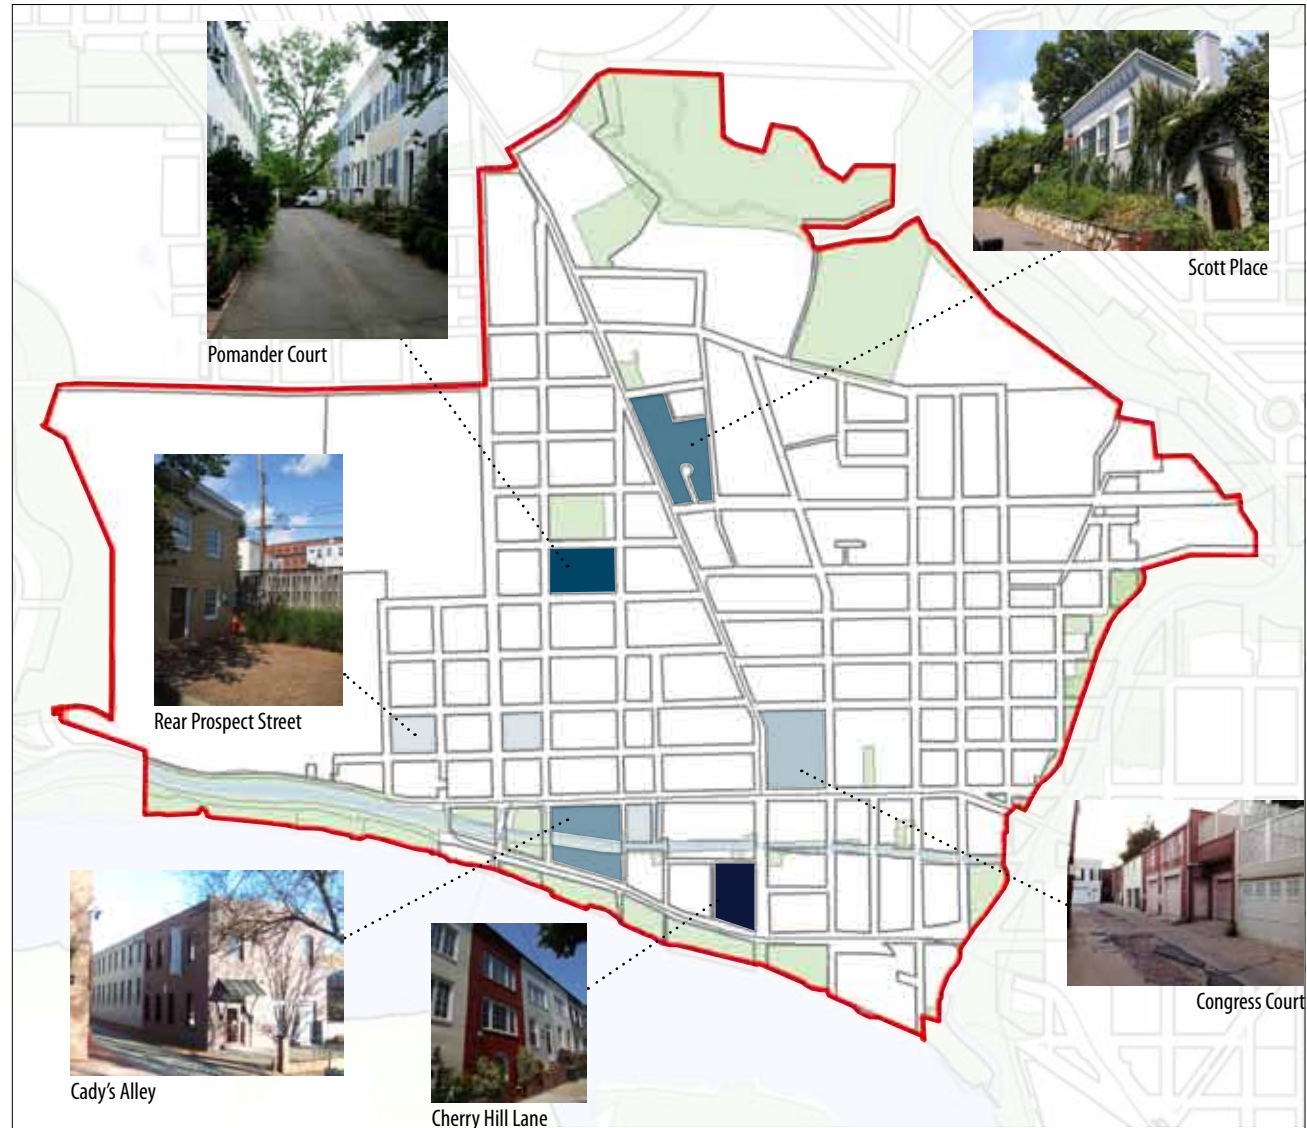 Scott Place
Pomander Court
Rear Prospect Street
Congress Court
Cady's Alley
Cherry Hill Lane